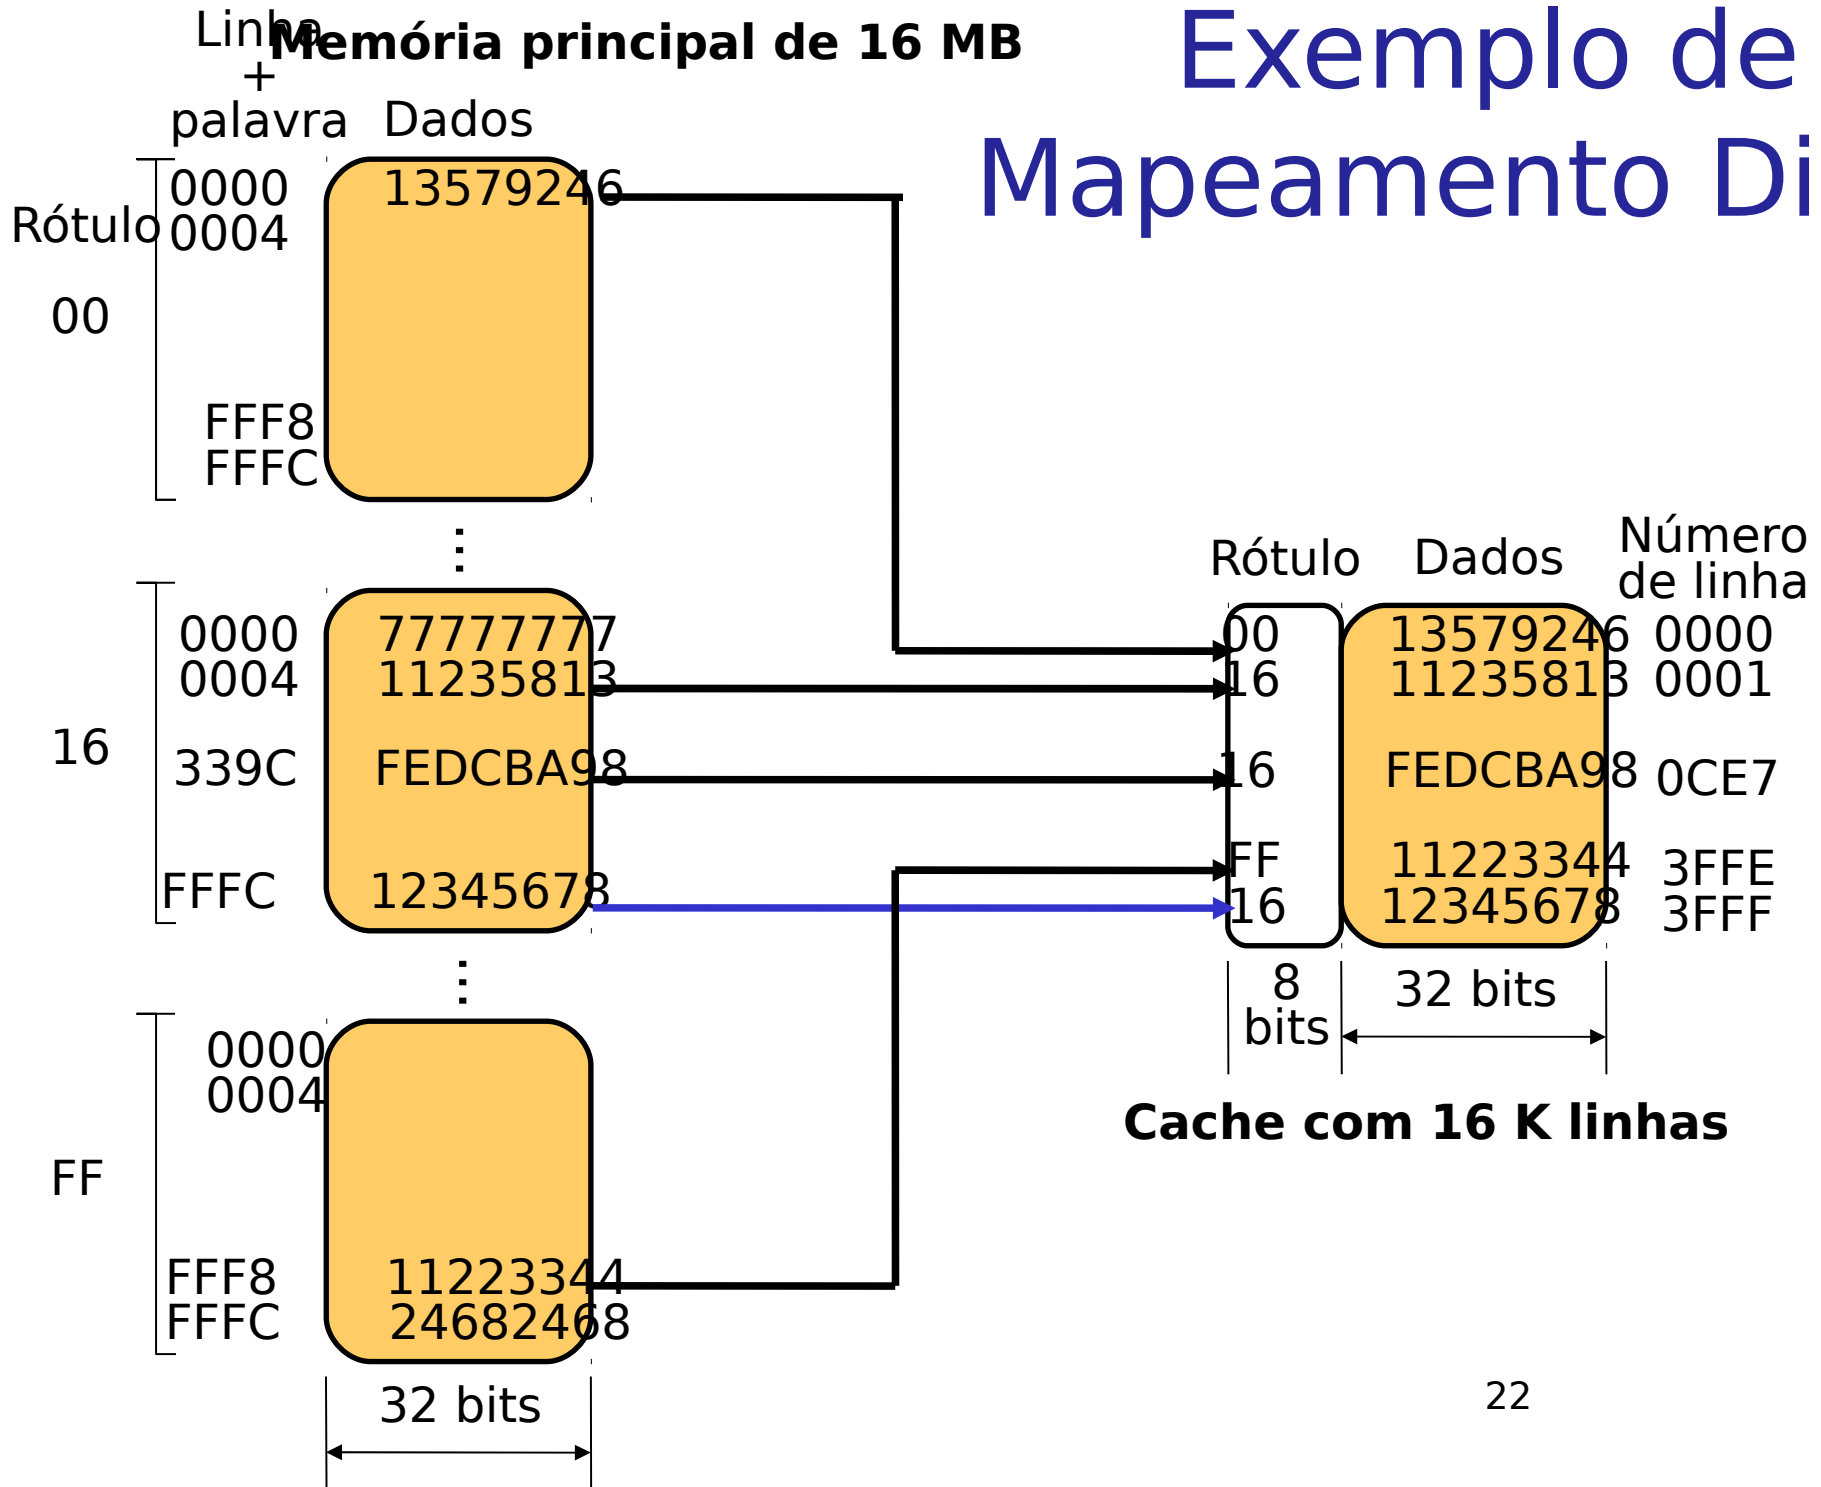 Exemplo de
Mapeamento Di
Memória principal de 16 MB
Linha
+
palavra
Dados
Rótulo
00
0000 13579246
0004
FFF8
FFFC
...
16
0000 77777777
0004 11235813
339C FEDCBA98
FFFC 12345678
...
FF
0000
0004
FFF8 11223344
FFFC 24682468
32 bits
Rótulo Dados Número
de linha
00 13579246 0000
16 11235813 0001
16 FEDCBA98 0CE7
FF 11223344 3FFE
16 12345678 3FFF
8
bits
32 bits
Cache com 16 K linhas
22